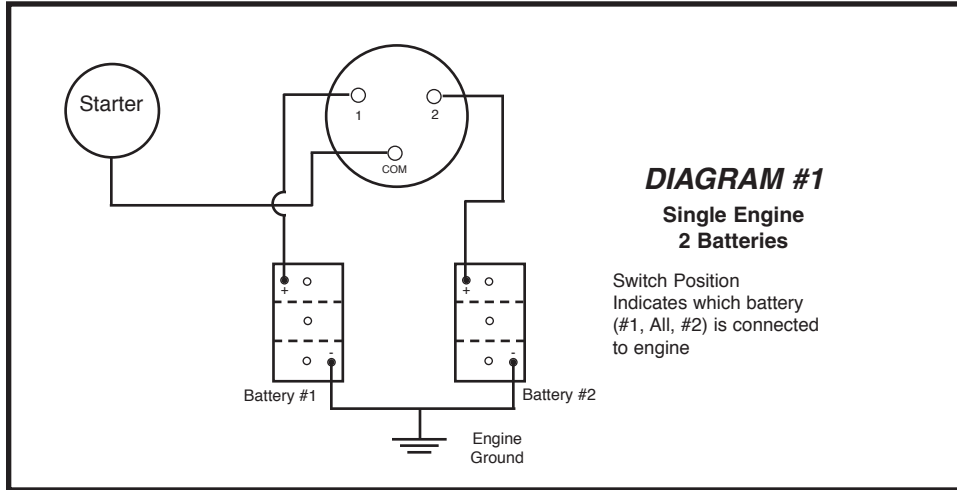 Starter
1
2
COM
DIAGRAM #1
Single Engine
2 Batteries
Switch Position
Indicates which battery
(#1, All, #2) is connected
to engine
+
+
-
-
Battery #1
Battery #2
Engine
Ground